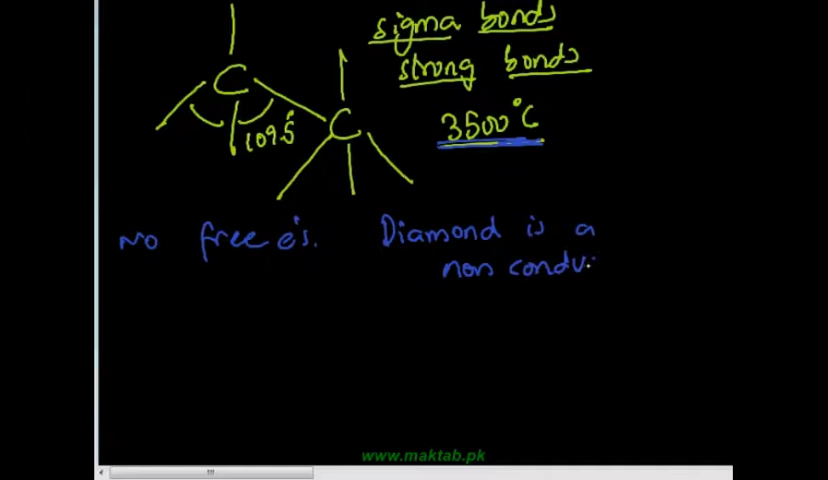 sigma bonds
strong bonds
C
109.5°
C
3500°C
No free e's. Diamond is a
non condu
www.maktab.pk